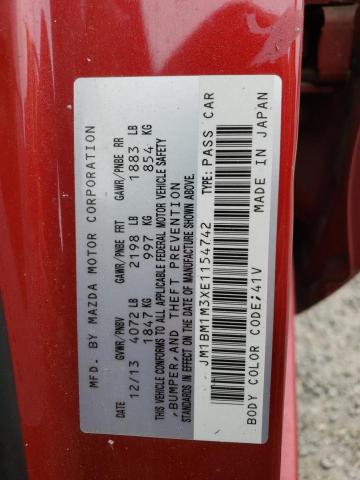 MFD. BY MAZDA MOTOR CORPORATION
DATE GVWR/PNBV GAWR/PNBE FRT GAWR/PNBE RR
12/13 4072 LB 2198 LB 1883 LB
1847 KG 997 KG 854 KG
THIS VEHICLE CONFORMS TO ALL APPLICABLE FEDERAL MOTOR VEHICLE SAFETY
STANDARDS IN EFFECT ON THE DATE OF MANUFACTURE SHOWN ABOVE.
,BUMPER,AND THEFT PREVENTION
JM1BM1M3XE1154742 TYPE: PASS CAR
BODY COLOR CODE;41V MADE IN JAPAN